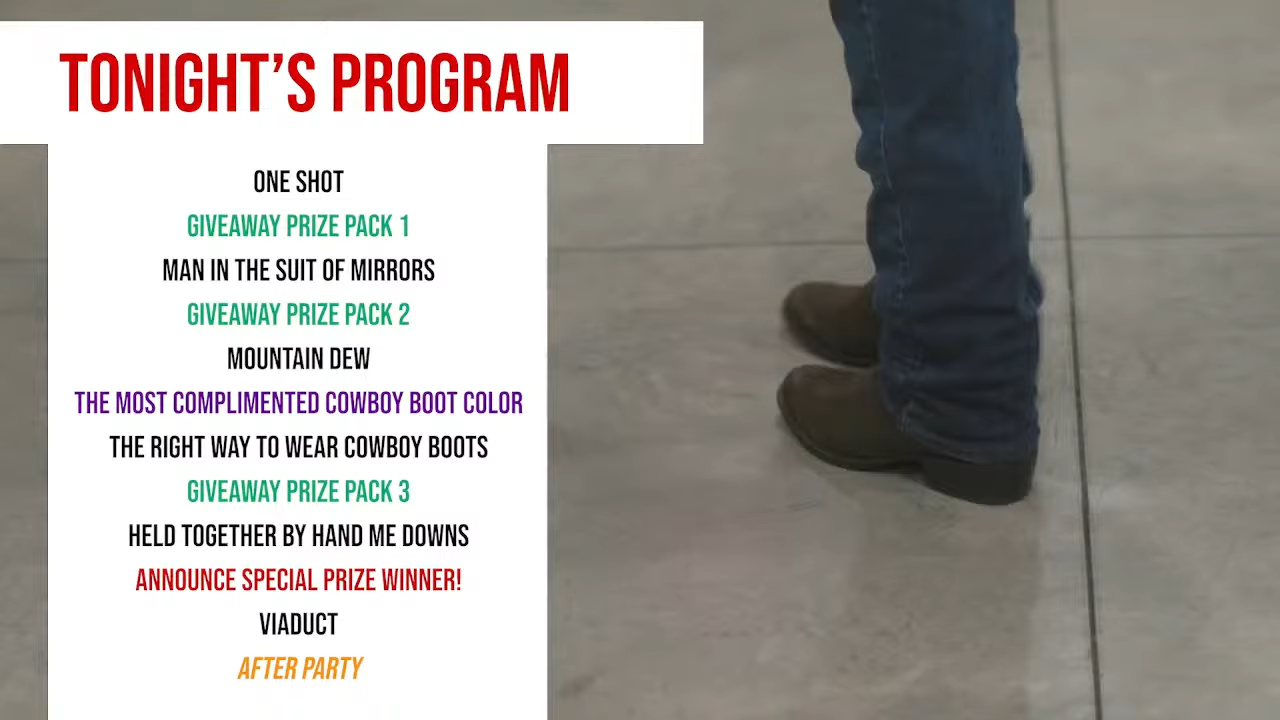 TONIGHT'S PROGRAM
ONE SHOT
GIVEAWAY PRIZE PACK 1
MAN IN THE SUIT OF MIRRORS
GIVEAWAY PRIZE PACK 2
MOUNTAIN DEW
THE MOST COMPLIMENTED COWBOY BOOT COLOR
THE RIGHT WAY TO WEAR COWBOY BOOTS
GIVEAWAY PRIZE PACK 3
HELD TOGETHER BY HAND ME DOWNS
ANNOUNCE SPECIAL PRIZE WINNER!
VIADUCT
AFTER PARTY